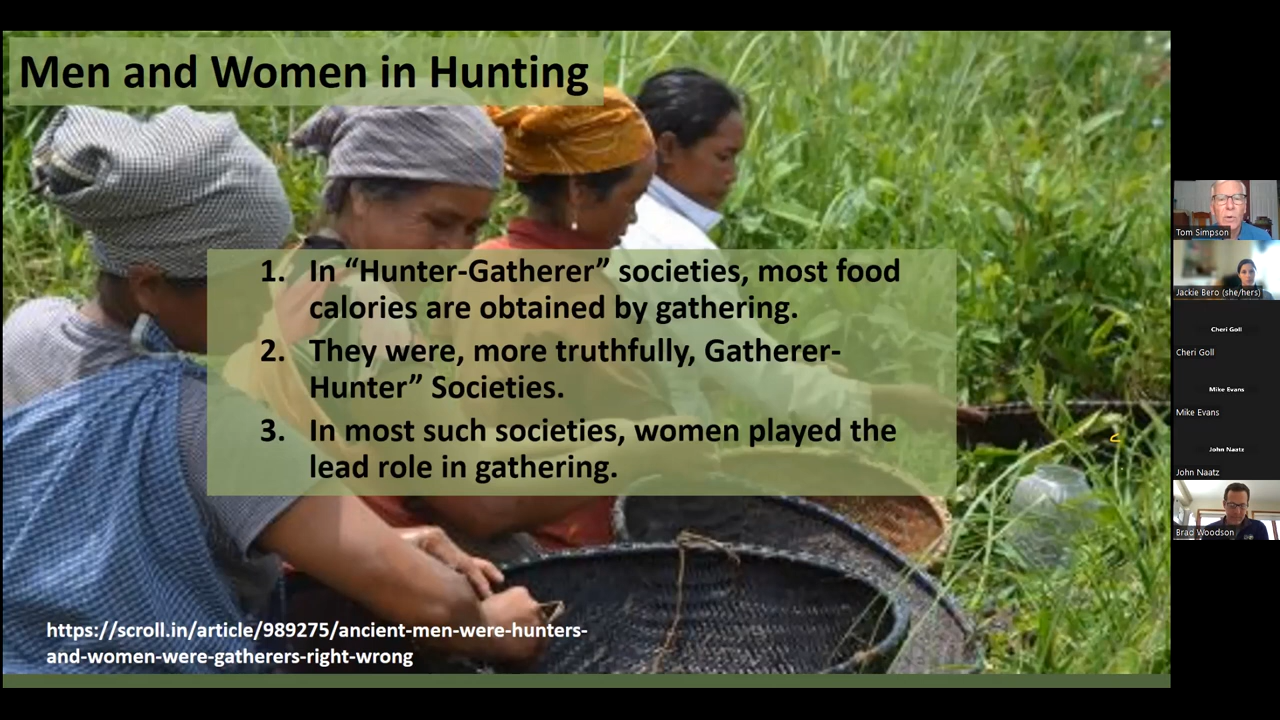 Men and Women in Hunting
1. In “Hunter-Gatherer” societies, most food
calories are obtained by gathering.
2. They were, more truthfully, Gatherer-
Hunter” Societies.
3. In most such societies, women played the
lead role in gathering.
https://scroll.in/article/989275/ancient-men-were-hunters-
and-women-were-gatherers-right-wrong
Tom Simpson
Jackie Bero (she/hers)
Cheri Goll
Cheri Goll
Mike Evans
Mike Evans
John Naatz
John Naatz
Brad Woodson